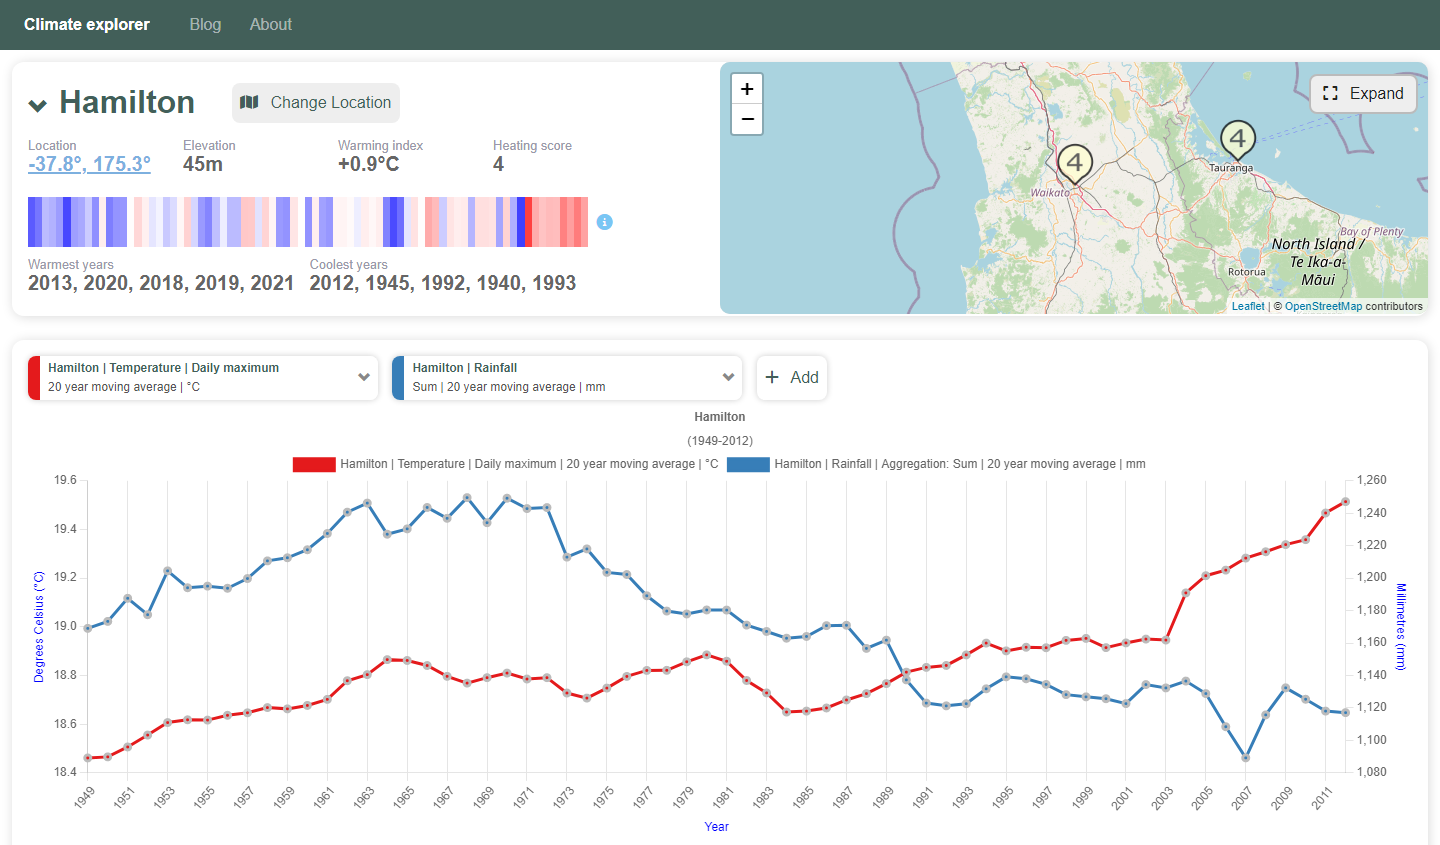 Climate explorer Blog About
Hamilton
Change Location
Location Elevation Warming index Heating score
-37.8°, 175.3° 45m +0.9°C 4
Warmest years Coolest years
2013, 2020, 2018, 2019, 2021 2012, 1945, 1992, 1940, 1993
+
−
Expand
4
4
Tauranga
Waikato
Bay of Plenty
North Island /
Te Ika-a-
Māui
Rotorua
Leaflet | © OpenStreetMap contributors
Hamilton | Temperature | Daily maximum
20 year moving average | °C
Hamilton | Rainfall
Sum | 20 year moving average | mm
+ Add
Hamilton
(1949-2012)
Hamilton | Temperature | Daily maximum | 20 year moving average | °C Hamilton | Rainfall | Aggregation: Sum | 20 year moving average | mm
19.6
19.4
19.2
19.0
18.8
18.6
18.4
Degrees Celsius (°C)
1,260
1,240
1,220
1,200
1,180
1,160
1,140
1,120
1,100
1,080
Millimetres (mm)
1949 1951 1953 1955 1957 1959 1961 1963 1965 1967 1969 1971 1973 1975 1977 1979 1981 1983 1985 1987 1989 1991 1993 1995 1997 1999 2001 2003 2005 2007 2009 2011
Year